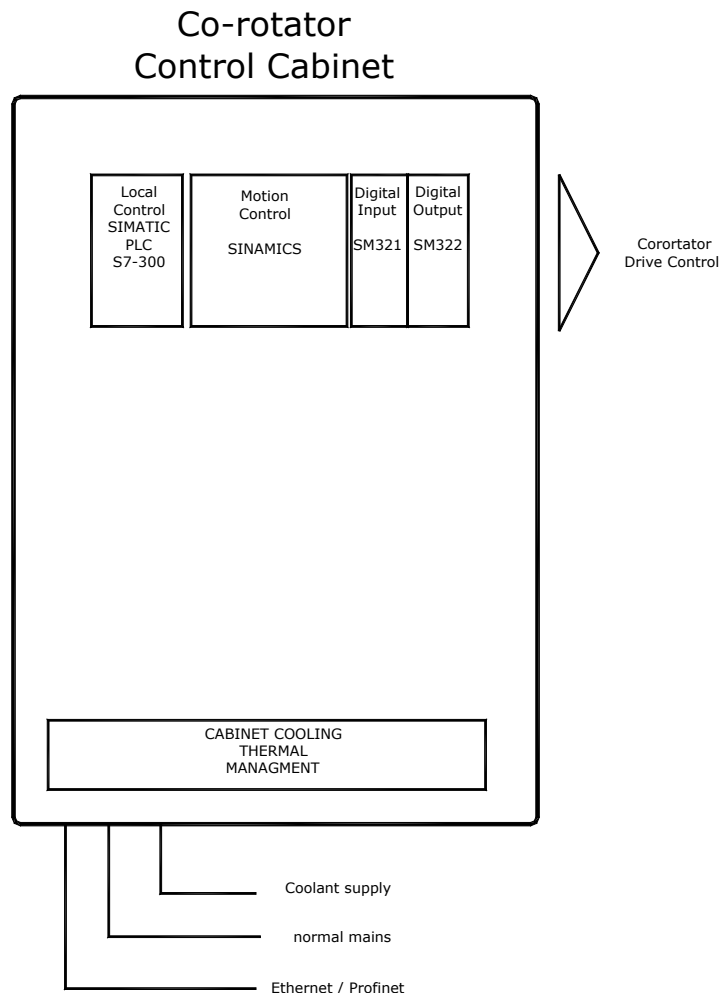 Co-rotator
Control Cabinet
Local
Control
SIMATIC
PLC
S7-300
Motion
Control
SINAMICS
Digital
Input
SM321
Digital
Output
SM322
Corortator
Drive Control
CABINET COOLING
THERMAL
MANAGMENT
Coolant supply
normal mains
Ethernet / Profinet